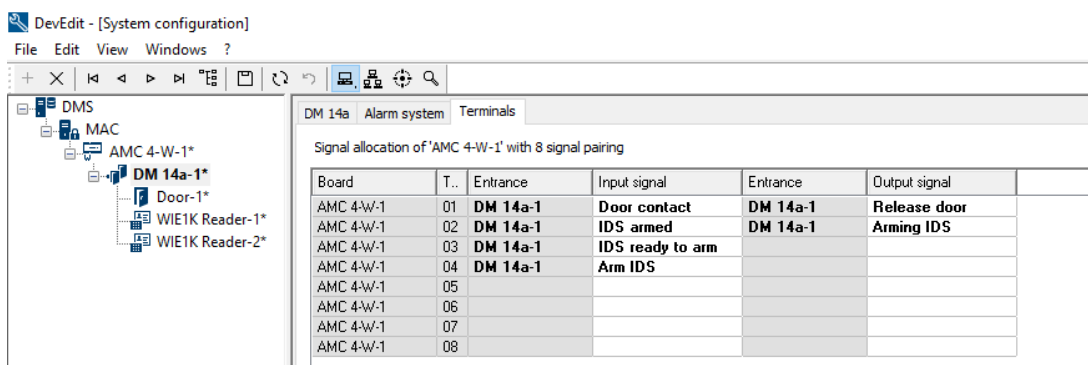 DevEdit - [System configuration]
File Edit View Windows ?
DMS
MAC
AMC 4-W-1*
DM 14a-1*
Door-1*
WIE1K Reader-1*
WIE1K Reader-2*
DM 14a Alarm system Terminals
Signal allocation of 'AMC 4-W-1' with 8 signal pairing
Board T.. Entrance Input signal Entrance Output signal
AMC 4-W-1 01 DM 14a-1 Door contact DM 14a-1 Release door
AMC 4-W-1 02 DM 14a-1 IDS armed DM 14a-1 Arming IDS
AMC 4-W-1 03 DM 14a-1 IDS ready to arm
AMC 4-W-1 04 DM 14a-1 Arm IDS
AMC 4-W-1 05
AMC 4-W-1 06
AMC 4-W-1 07
AMC 4-W-1 08